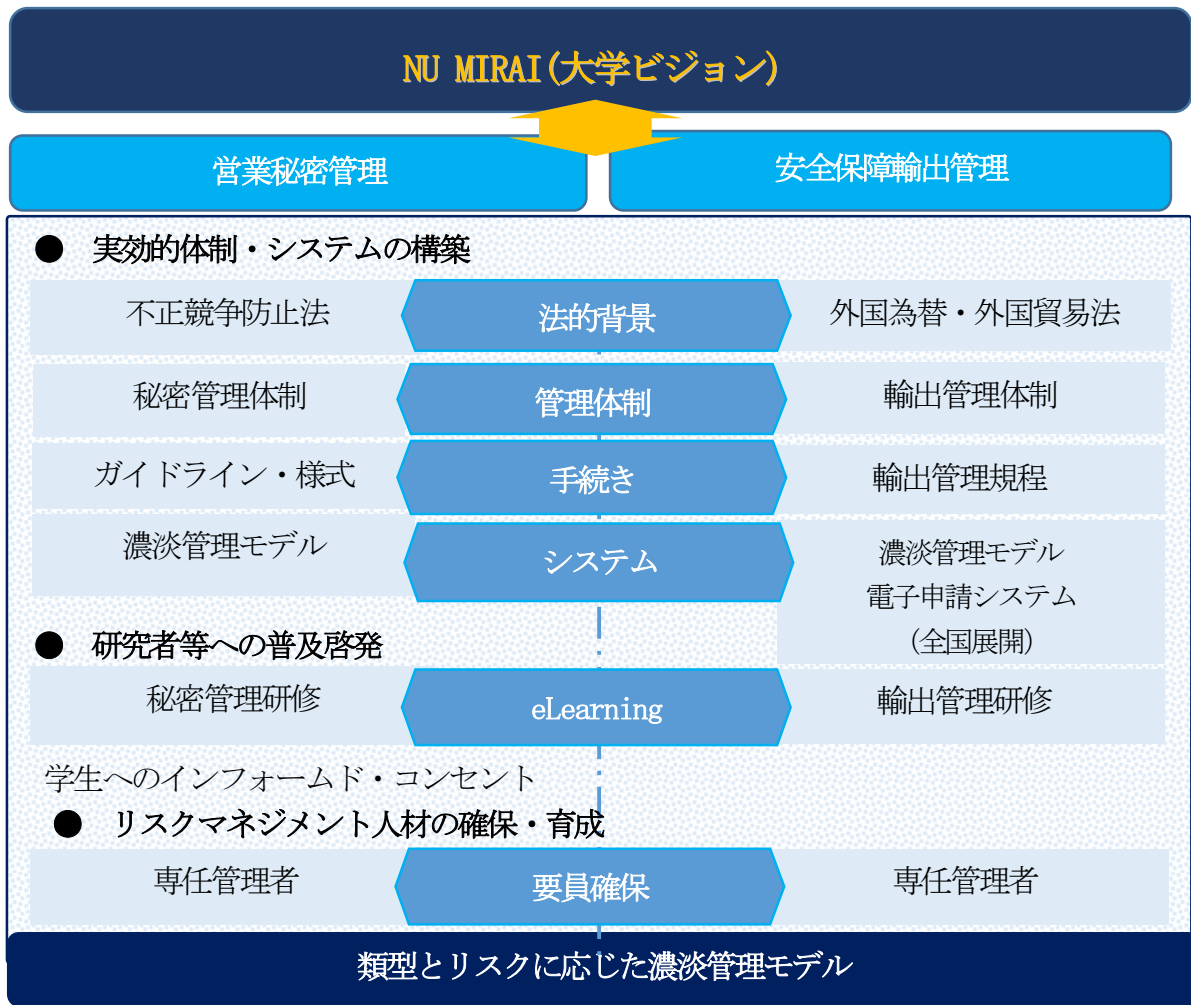 NU MIRAI(大学ビジョン)
営業秘密管理
安全保障輸出管理
● 実効的体制・システムの構築
不正競争防止法
法的背景
外国為替・外国貿易法
秘密管理体制
管理体制
輸出管理体制
ガイドライン・様式
手続き
輸出管理規程
濃淡管理モデル
システム
濃淡管理モデル
電子申請システム
(全国展開)
● 研究者等への普及啓発
秘密管理研修
eLearning
輸出管理研修
学生へのインフォームド・コンセント
● リスクマネジメント人材の確保・育成
専任管理者
要員確保
専任管理者
類型とリスクに応じた濃淡管理モデル